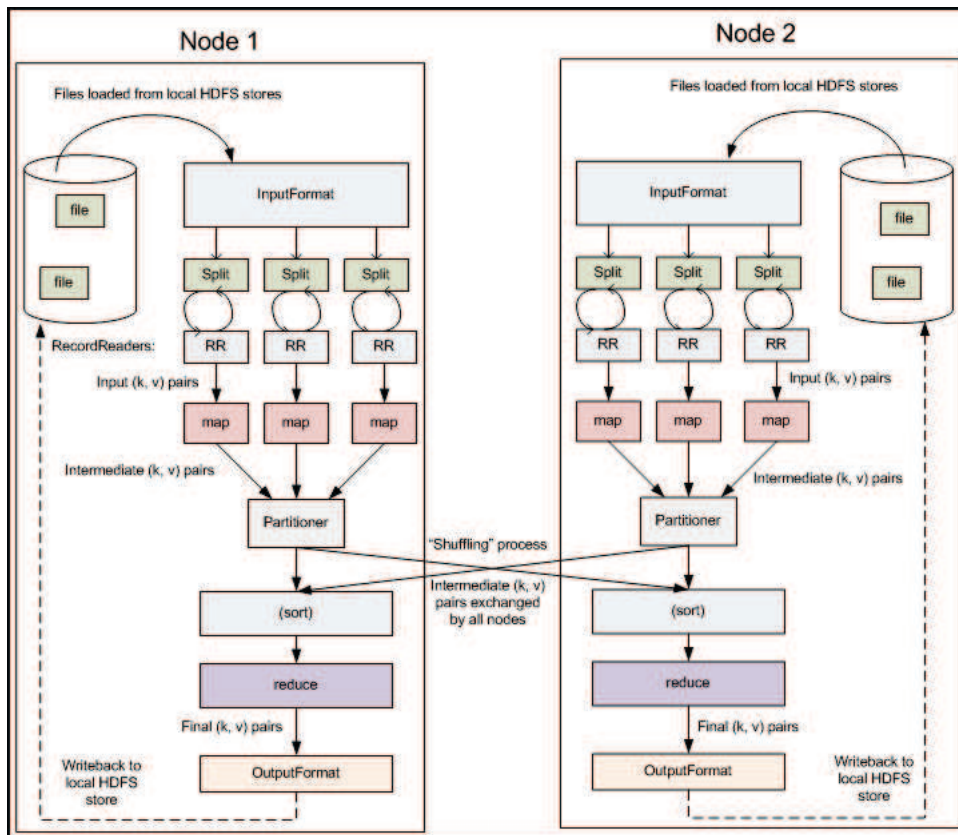 Node 1
Files loaded from local HDFS stores
InputFormat
file
file
Split
Split
Split
RecordReaders:
RR
RR
RR
Input (k, v) pairs
map
map
map
Intermediate (k, v) pairs
Partitioner
"Shuffling" process
Intermediate (k, v)
pairs exchanged
by all nodes
(sort)
reduce
Final (k, v) pairs
Writeback to
local HDFS
store
OutputFormat
Node 2
Files loaded from local HDFS stores
InputFormat
file
file
Split
Split
Split
RR
RR
RR
Input (k, v) pairs
map
map
map
Intermediate (k, v) pairs
Partitioner
(sort)
reduce
Final (k, v) pairs
Writeback to
local HDFS
store
OutputFormat